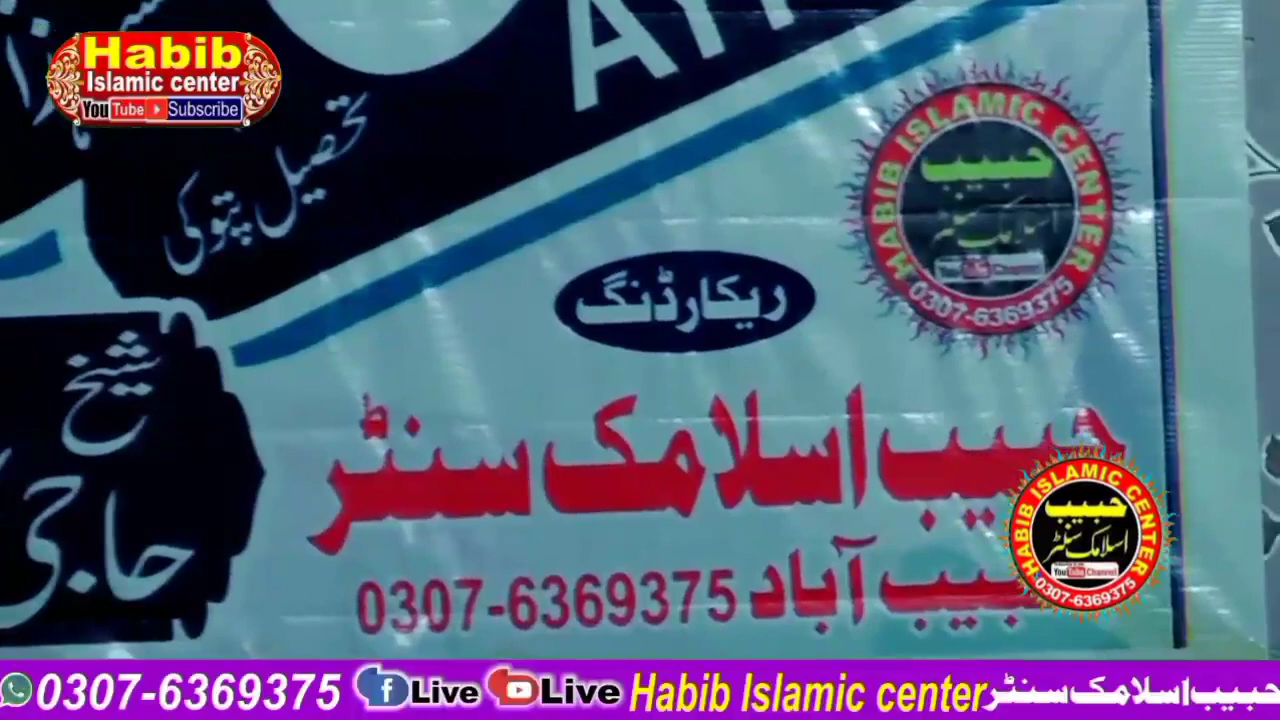 Habib
Islamic center
YouTube Subscribe
تحصیل پتوکی
HABIB ISLAMIC CENTER
حبیب
اسلامک سنٹر
0307-6369375
ریکارڈنگ
شیخ
حاجی
حبیب اسلامک سنٹر
حبیب آباد 0307-6369375
HABIB ISLAMIC CENTER
حبیب
اسلامک سنٹر
YouTube Channel
0307-6369375
0307-6369375 Live Live Habib Islamic center حبیب اسلامک سنٹر